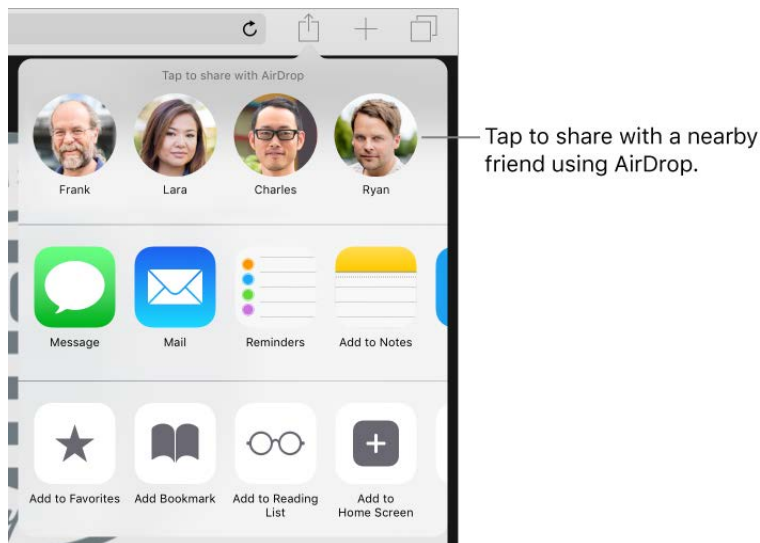 Tap to share with AirDrop
Frank Lara Charles Ryan
Tap to share with a nearby
friend using AirDrop.
Message Mail Reminders Add to Notes
Add to Favorites Add Bookmark Add to Reading
List Add to
Home Screen